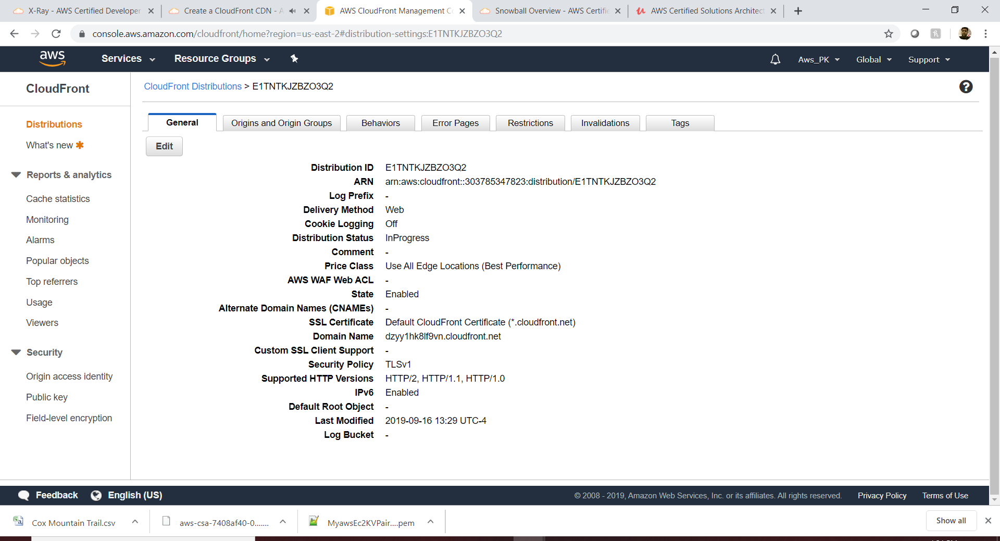 X-Ray - AWS Certified Developer
Create a CloudFront CDN - A
AWS CloudFront Management Co
Snowball Overview - AWS Certifie
AWS Certified Solutions Architect
console.aws.amazon.com/cloudfront/home?region=us-east-2#distribution-settings:E1TNTKJZBZO3Q2
aws
Services
Resource Groups
Aws_PK
Global
Support
CloudFront
CloudFront Distributions > E1TNTKJZBZO3Q2
Distributions
What's new
Reports & analytics
Cache statistics
Monitoring
Alarms
Popular objects
Top referrers
Usage
Viewers
Security
Origin access identity
Public key
Field-level encryption
General
Origins and Origin Groups
Behaviors
Error Pages
Restrictions
Invalidations
Tags
Edit
Distribution ID E1TNTKJZBZO3Q2
ARN arn:aws:cloudfront::303785347823:distribution/E1TNTKJZBZO3Q2
Log Prefix -
Delivery Method Web
Cookie Logging Off
Distribution Status InProgress
Comment -
Price Class Use All Edge Locations (Best Performance)
AWS WAF Web ACL -
State Enabled
Alternate Domain Names (CNAMEs) -
SSL Certificate Default CloudFront Certificate (*.cloudfront.net)
Domain Name dzyy1hk8lf9vn.cloudfront.net
Custom SSL Client Support -
Security Policy TLSv1
Supported HTTP Versions HTTP/2, HTTP/1.1, HTTP/1.0
IPv6 Enabled
Default Root Object -
Last Modified 2019-09-16 13:29 UTC-4
Log Bucket -
Feedback
English (US)
© 2008 - 2019, Amazon Web Services, Inc. or its affiliates. All rights reserved.
Privacy Policy
Terms of Use
Cox Mountain Trail.csv
aws-csa-7408af40-0.......
MyawsEc2KVPair....pem
Show all